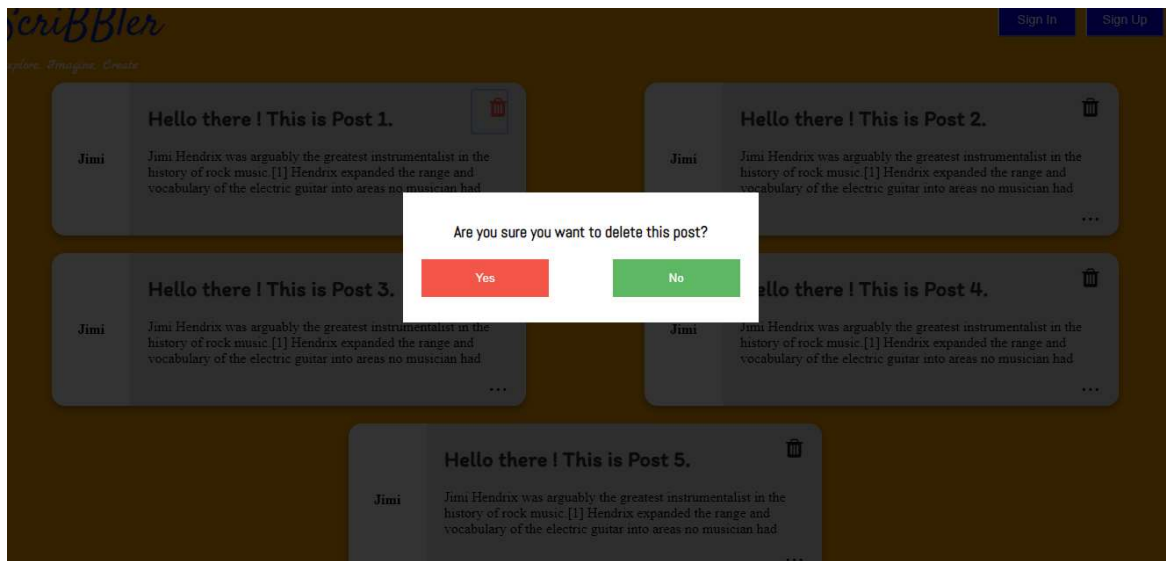 ScriBBler
Sign In
Sign Up
Explore. Imagine. Create
Jimi
Hello there ! This is Post 1.
Jimi Hendrix was arguably the greatest instrumentalist in the
history of rock music.[1] Hendrix expanded the range and
vocabulary of the electric guitar into areas no musician had
Jimi
Hello there ! This is Post 2.
Jimi Hendrix was arguably the greatest instrumentalist in the
history of rock music.[1] Hendrix expanded the range and
vocabulary of the electric guitar into areas no musician had
...
Are you sure you want to delete this post?
Yes
No
Jimi
Hello there ! This is Post 3.
Jimi Hendrix was arguably the greatest instrumentalist in the
history of rock music.[1] Hendrix expanded the range and
vocabulary of the electric guitar into areas no musician had
...
Jimi
Hello there ! This is Post 4.
Jimi Hendrix was arguably the greatest instrumentalist in the
history of rock music.[1] Hendrix expanded the range and
vocabulary of the electric guitar into areas no musician had
...
Jimi
Hello there ! This is Post 5.
Jimi Hendrix was arguably the greatest instrumentalist in the
history of rock music.[1] Hendrix expanded the range and
vocabulary of the electric guitar into areas no musician had
...